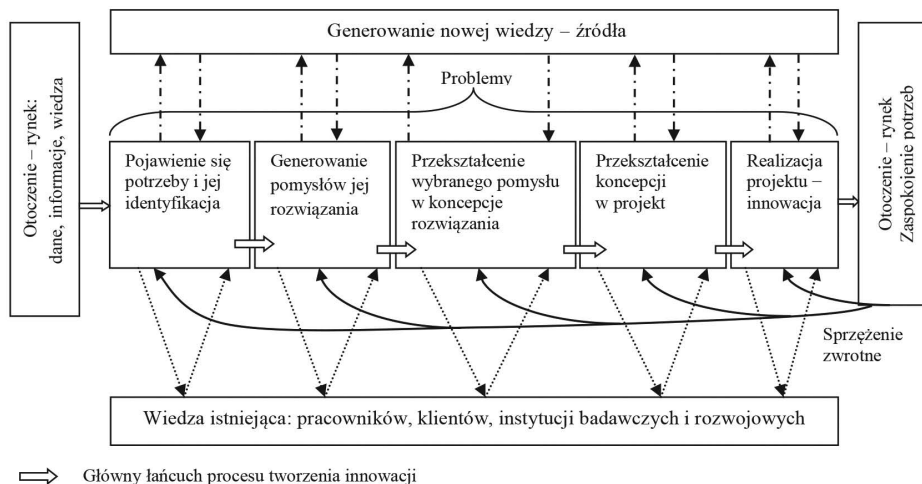 Generowanie nowej wiedzy – źródła
Problemy
Otoczenie – rynek:
dane, informacje, wiedza
Pojawienie się
potrzeby i jej
identyfikacja
Generowanie
pomysłów jej
rozwiązania
Przekształcenie
wybranego pomysłu
w koncepcje
rozwiązania
Przekształcenie
koncepcji
w projekt
Realizacja
projektu –
innowacja
Otoczenie – rynek
Zaspokojenie potrzeb
Sprzężenie
zwrotne
Wiedza istniejąca: pracowników, klientów, instytucji badawczych i rozwojowych
Główny łańcuch procesu tworzenia innowacji